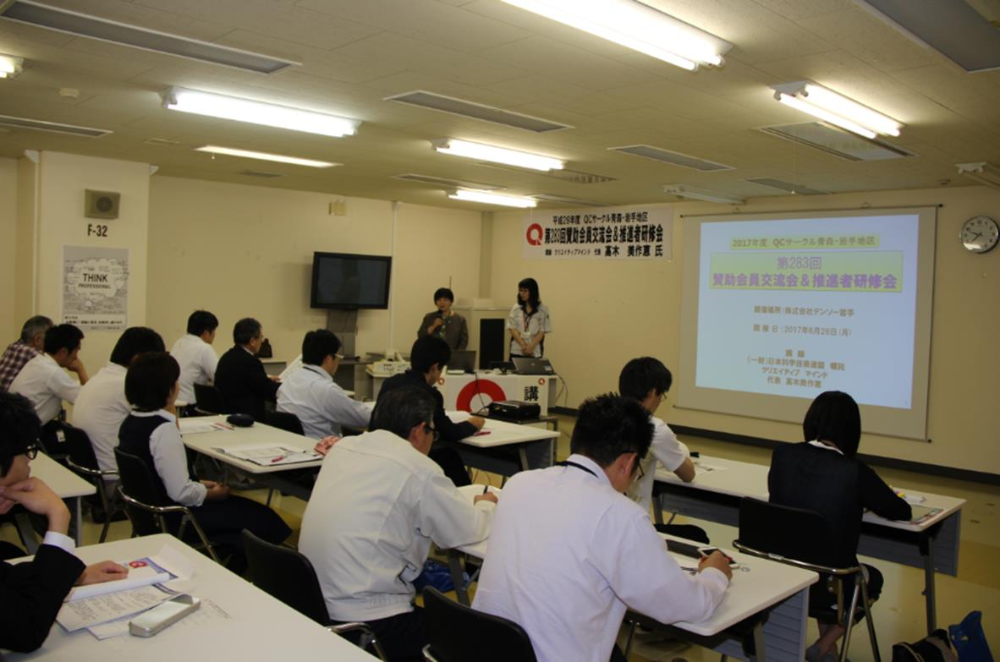 F-32
THINK
PROFESSIONAL
平成29年度 QCサークル青森・岩手地区
第283回賛助会員交流会&推進者研修会
講師 クリエイティブマインド 代表 高木 美作恵 氏
2017年度 QCサークル青森・岩手地区
第283回
賛助会員交流会&推進者研修会
開催場所:株式会社デンソー岩手
開催日:2017年6月26日(月)
講師
(一財)日本科学技術連盟 嘱託
クリエイティブ マインド
代表 高木美作恵
講